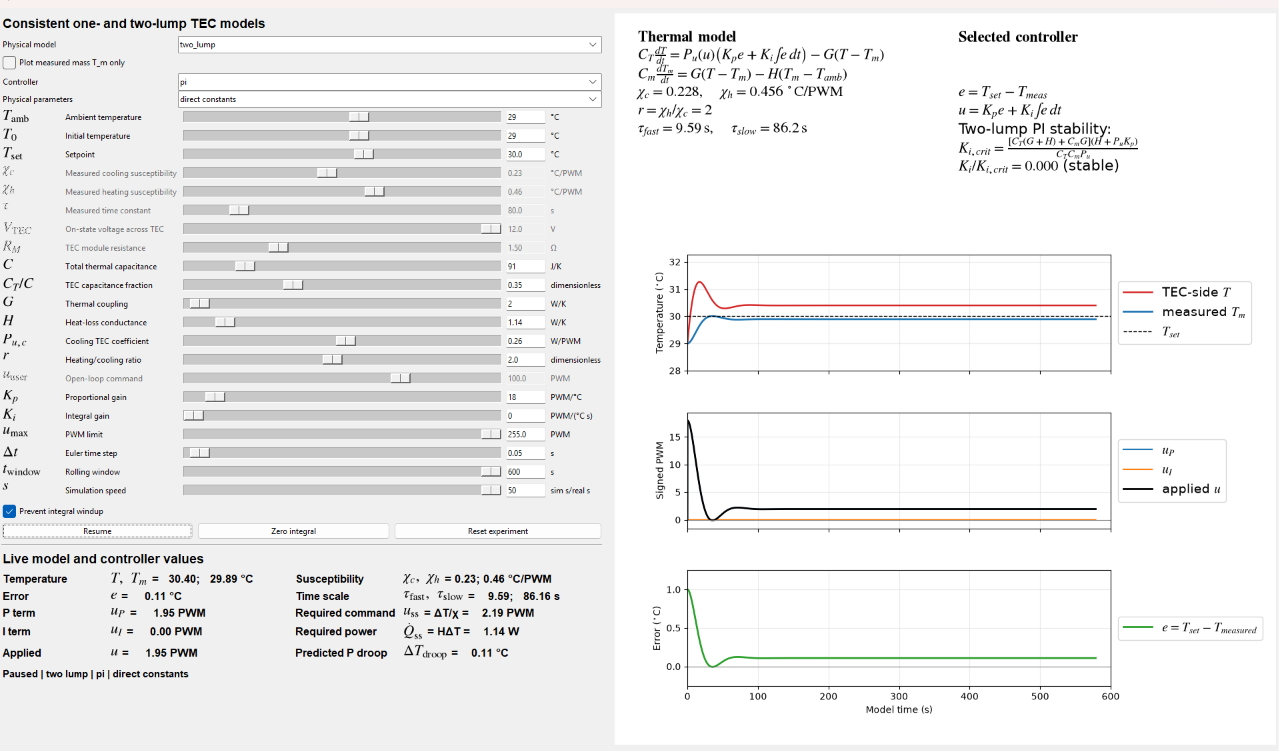 Consistent one- and two-lump TEC models
Physical model two_lump
Plot measured mass T_m only
Controller pi
Physical parameters direct constants
T_amb Ambient temperature 29 °C
T_0 Initial temperature 29 °C
T_set Setpoint 30.0 °C
χ_c Measured cooling susceptibility 0.23 °C/PWM
χ_h Measured heating susceptibility 0.46 °C/PWM
τ Measured time constant 80.0 s
V_TEC On-state voltage across TEC 12.0 V
R_M TEC module resistance 1.50 Ω
C Total thermal capacitance 91 J/K
C_T/C TEC capacitance fraction 0.35 dimensionless
G Thermal coupling 2 W/K
H Heat-loss conductance 1.14 W/K
P_u,c Cooling TEC coefficient 0.26 W/PWM
r Heating/cooling ratio 2.0 dimensionless
u_user Open-loop command 100.0 PWM
K_p Proportional gain 18 PWM/°C
K_i Integral gain 0 PWM/(°C s)
u_max PWM limit 255.0 PWM
Δt Euler time step 0.05 s
t_window Rolling window 600 s
s Simulation speed 50 sim s/real s
Prevent integral windup
Resume Zero integral Reset experiment
Live model and controller values
Temperature T, T_m = 30.40; 29.89 °C Susceptibility χ_c, χ_h = 0.23; 0.46 °C/PWM
Error e = 0.11 °C Time scale τ_fast, τ_slow = 9.59; 86.16 s
P term u_P = 1.95 PWM Required command u_ss = ΔT/χ = 2.19 PWM
I term u_I = 0.00 PWM Required power Q̇_ss = HΔT = 1.14 W
Applied u = 1.95 PWM Predicted P droop ΔT_droop = 0.11 °C
Paused | two lump | pi | direct constants
Thermal model
C_T dT/dt = P_u(u)(K_p e + K_i ∫e dt) − G(T − T_m)
C_m dT_m/dt = G(T − T_m) − H(T_m − T_amb)
χ_c = 0.228, χ_h = 0.456 °C/PWM
r = χ_h/χ_c = 2
τ_fast = 9.59 s, τ_slow = 86.2 s
Selected controller
e = T_set − T_meas
u = K_p e + K_i ∫e dt
Two-lump PI stability:
K_i,crit = [C_T(G + H) + C_m G](H + P_u K_p) / C_T C_m P_u
K_i/K_i,crit = 0.000 (stable)
Temperature (°C)
32
31
30
29
28
TEC-side T
measured T_m
T_set
Signed PWM
15
10
5
0
u_P
u_I
applied u
Error (°C)
1.0
0.5
0.0
e = T_set − T_measured
0 100 200 300 400 500 600
Model time (s)